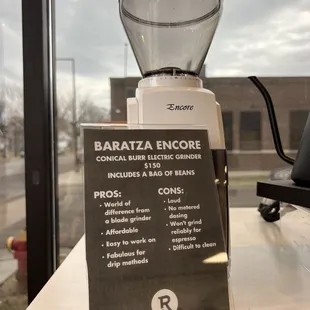 Encore
BARATZA ENCORE
CONICAL BURR ELECTRIC GRINDER
$150
INCLUDES A BAG OF BEANS
PROS:
• World of
difference from
a blade grinder
• Affordable
• Easy to work on
• Fabulous for
drip methods
CONS:
• Loud
• No metered
dosing
• Won't grind
reliably for
espresso
• Difficult to clean
R